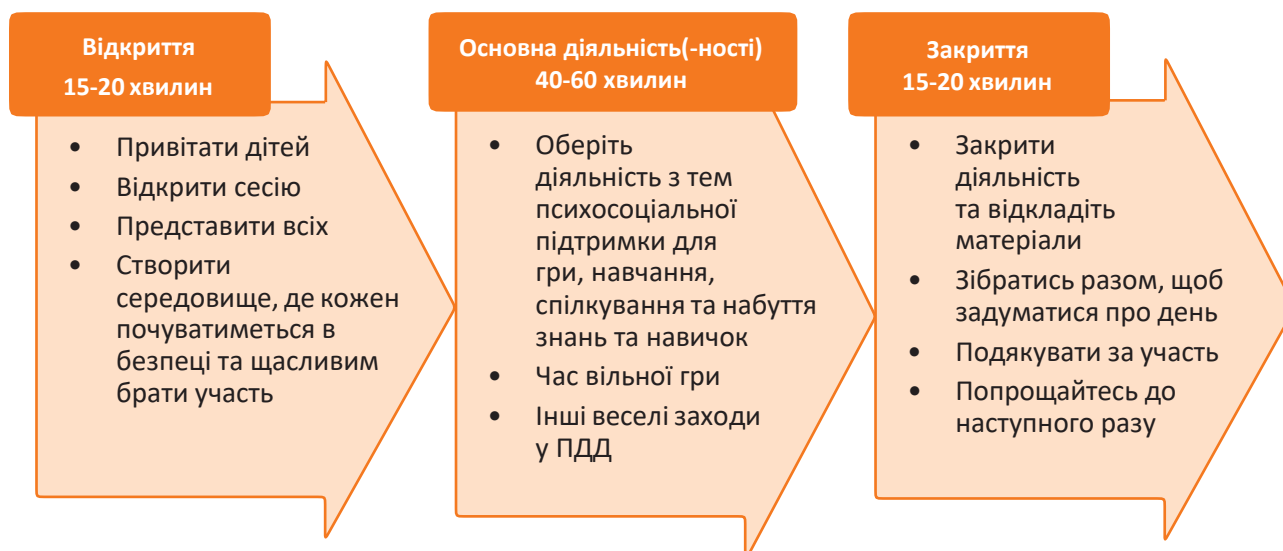 Відкриття
15-20 хвилин
• Привітати дітей
• Відкрити сесію
• Представити всіх
• Створити
середовище, де кожен
почуватиметься в
безпеці та щасливим
брати участь
Основна діяльність(-ності)
40-60 хвилин
• Оберіть
діяльність з тем
психосоціальної
підтримки для
гри, навчання,
спілкування та набуття
знань та навичок
• Час вільної гри
• Інші веселі заходи
у ПДД
Закриття
15-20 хвилин
• Закрити
діяльність
та відкладіть
матеріали
• Зібратись разом, щоб
задуматися про день
• Подякувати за участь
• Попрощайтесь до
наступного разу